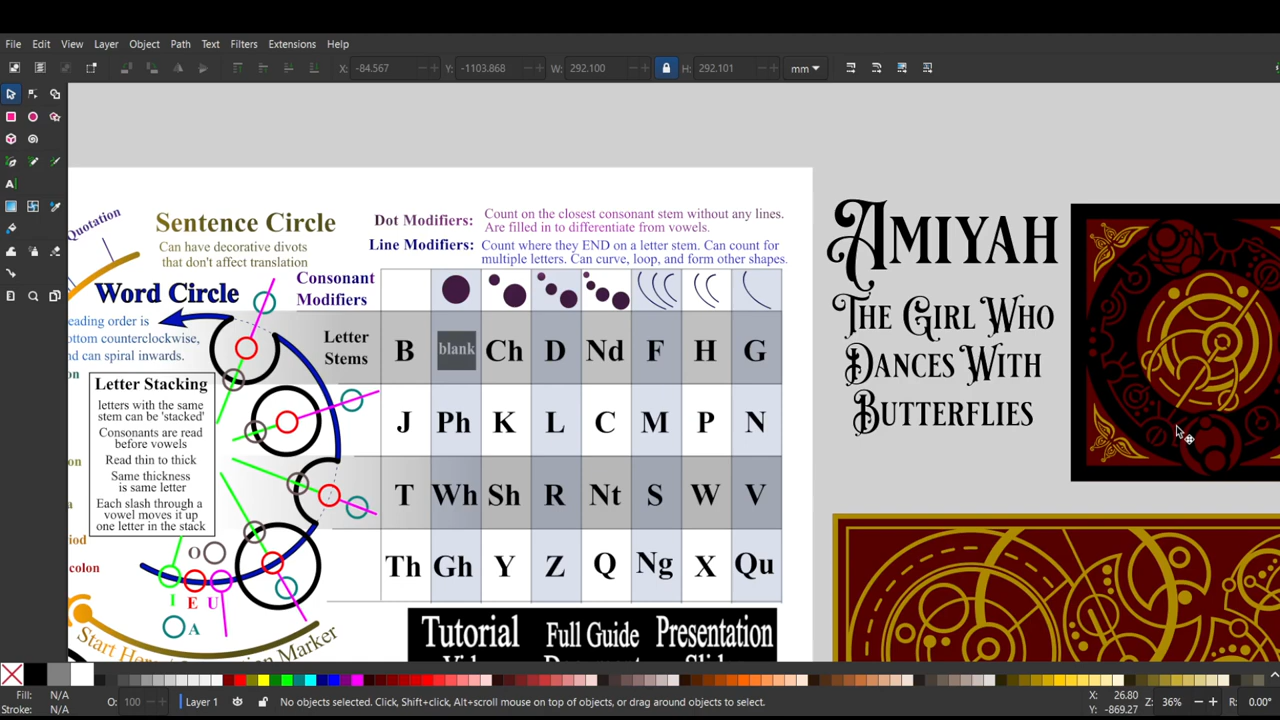 File Edit View Layer Object Path Text Filters Extensions Help
X: -84.567 Y: -1103.868 W: 292.100 H: 292.101 mm
Quotation
Sentence Circle
Can have decorative divots
that don't affect translation
Dot Modifiers: Count on the closest consonant stem without any lines.
Are filled in to differentiate from vowels.
Line Modifiers: Count where they END on a letter stem. Can count for
multiple letters. Can curve, loop, and form other shapes.
Word Circle
eading order is
ottom counterclockwise,
nd can spiral inwards.
Consonant
Modifiers
Letter
Stems
B blank Ch D Nd F H G
J Ph K L C M P N
T Wh Sh R Nt S W V
Th Gh Y Z Q Ng X Qu
Letter Stacking
letters with the same
stem can be 'stacked'
Consonants are read
before vowels
Read thin to thick
Same thickness
is same letter
Each slash through a
vowel moves it up
one letter in the stack
on
a
riod
colon
O
I E U
A
Start Here
Marker
Tutorial Full Guide Presentation
Amiyah
The Girl Who
Dances With
Butterflies
Fill: N/A
Stroke: N/A
O: 100
Layer 1
No objects selected. Click, Shift+click, Alt+scroll mouse on top of objects, or drag around objects to select.
X: 26.80
Y: -869.27
Z: 36%
R: 0.00°